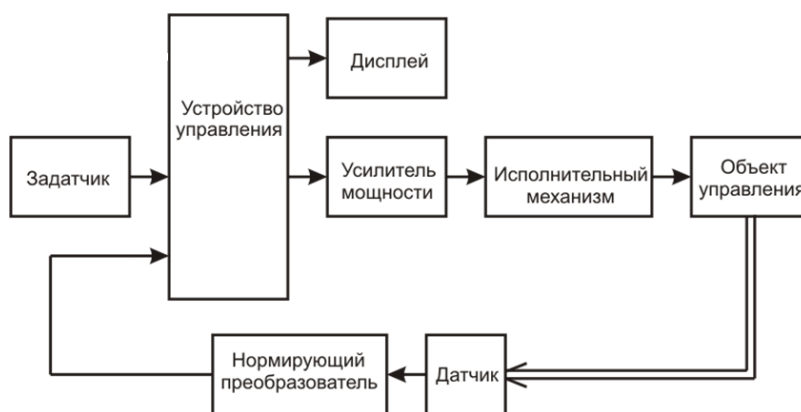 Дисплей
Устройство
управления
Задатчик
Усилитель
мощности
Исполнительный
механизм
Объект
управления
Нормирующий
преобразователь
Датчик